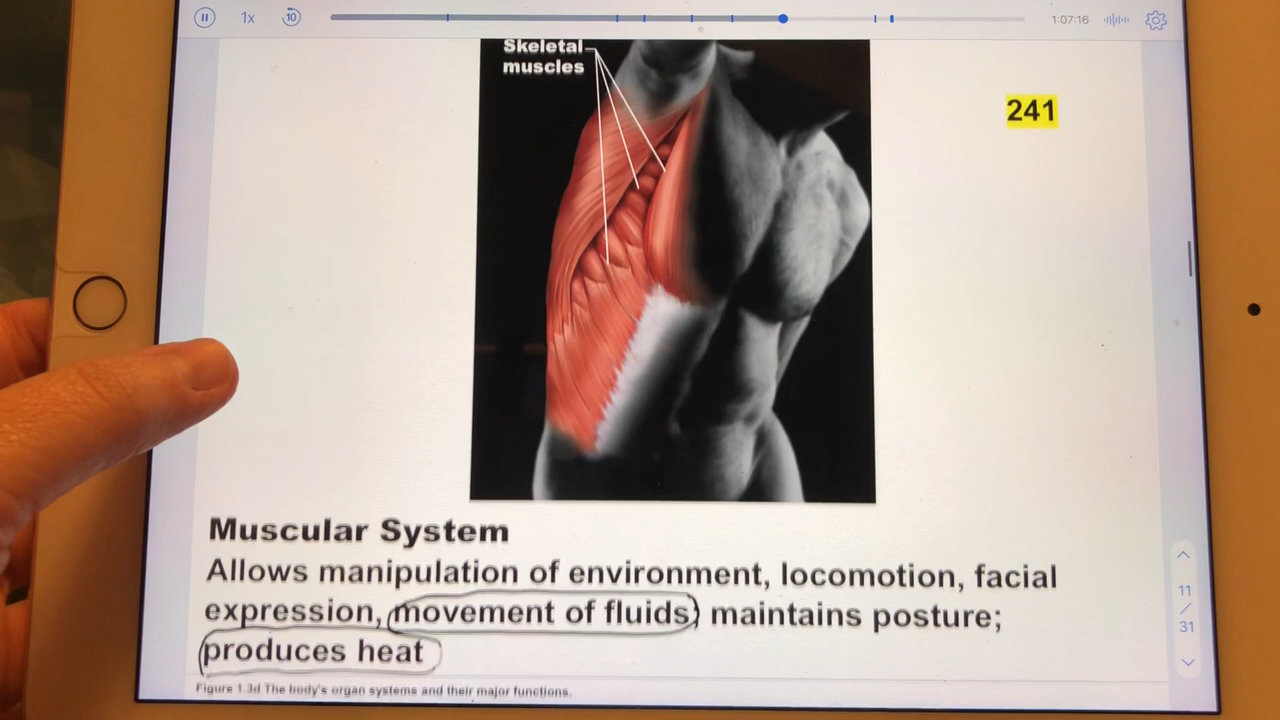 1x
10
1:07:16
Skeletal
muscles
241
Muscular System
Allows manipulation of environment, locomotion, facial
expression, movement of fluids, maintains posture;
produces heat
11
/
31
Figure 1.3d The body's organ systems and their major functions.